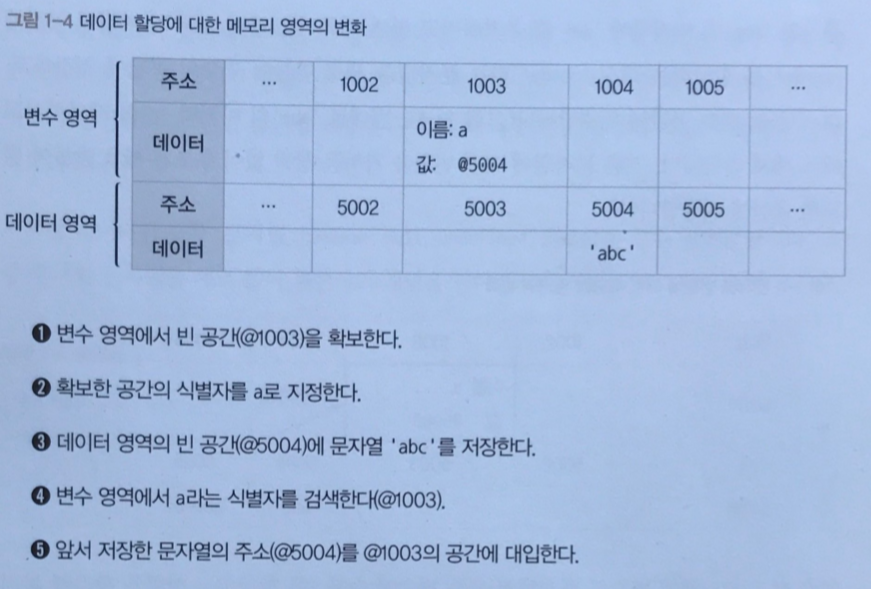 그림 1-4 데이터 할당에 대한 메모리 영역의 변화
변수 영역
주소 … 1002 1003 1004 1005 …
데이터 이름: a
값: @5004
데이터 영역
주소 … 5002 5003 5004 5005 …
데이터 'abc'
❶ 변수 영역에서 빈 공간(@1003)을 확보한다.
❷ 확보한 공간의 식별자를 a로 지정한다.
❸ 데이터 영역의 빈 공간(@5004)에 문자열 'abc'를 저장한다.
❹ 변수 영역에서 a라는 식별자를 검색한다(@1003).
❺ 앞서 저장한 문자열의 주소(@5004)를 @1003의 공간에 대입한다.